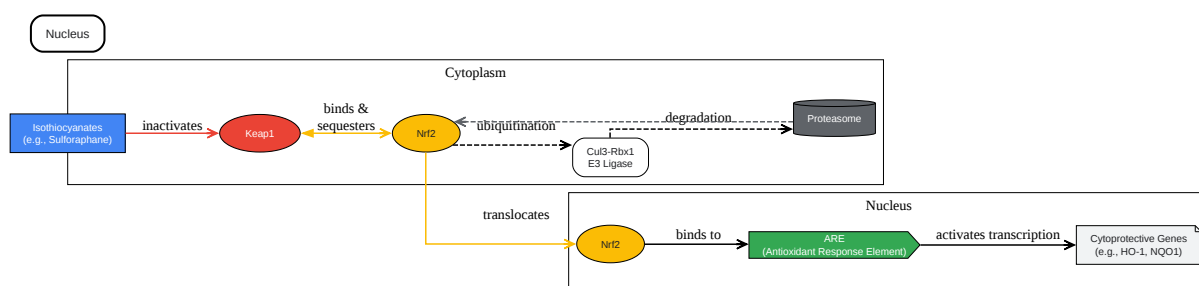 Nucleus
Cytoplasm
Isothiocyanates
(e.g., Sulforaphane)
inactivates
Keap1
binds &
sequesters
Nrf2
ubiquitination
Cul3-Rbx1
E3 Ligase
degradation
Proteasome
translocates
Nucleus
Nrf2
binds to
ARE
(Antioxidant Response Element)
activates transcription
Cytoprotective Genes
(e.g., HO-1, NQO1)